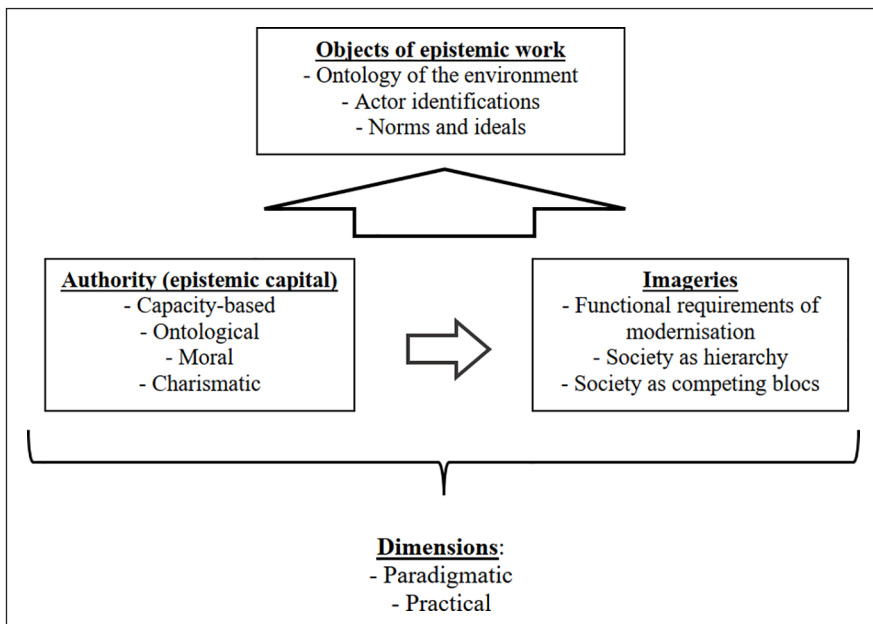 Objects of epistemic work
- Ontology of the environment
- Actor identifications
- Norms and ideals
Authority (epistemic capital)
- Capacity-based
- Ontological
- Moral
- Charismatic
Imageries
- Functional requirements of
modernisation
- Society as hierarchy
- Society as competing blocs
Dimensions:
- Paradigmatic
- Practical